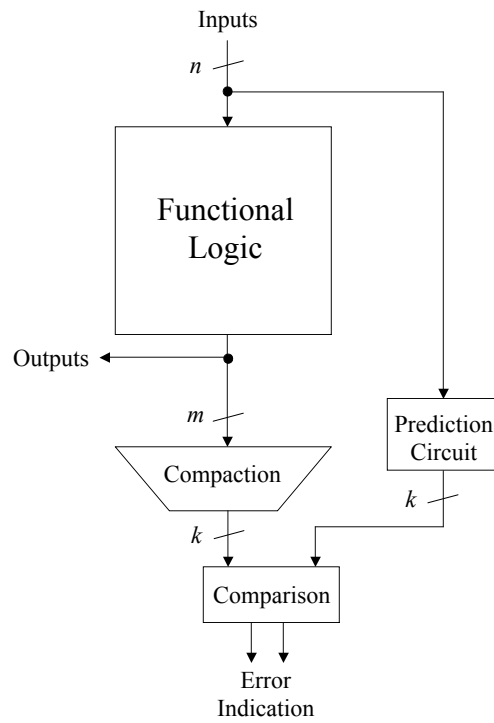 Inputs
n
Functional
Logic
Outputs
m
Prediction
Circuit
Compaction
k
k
Comparison
Error
Indication